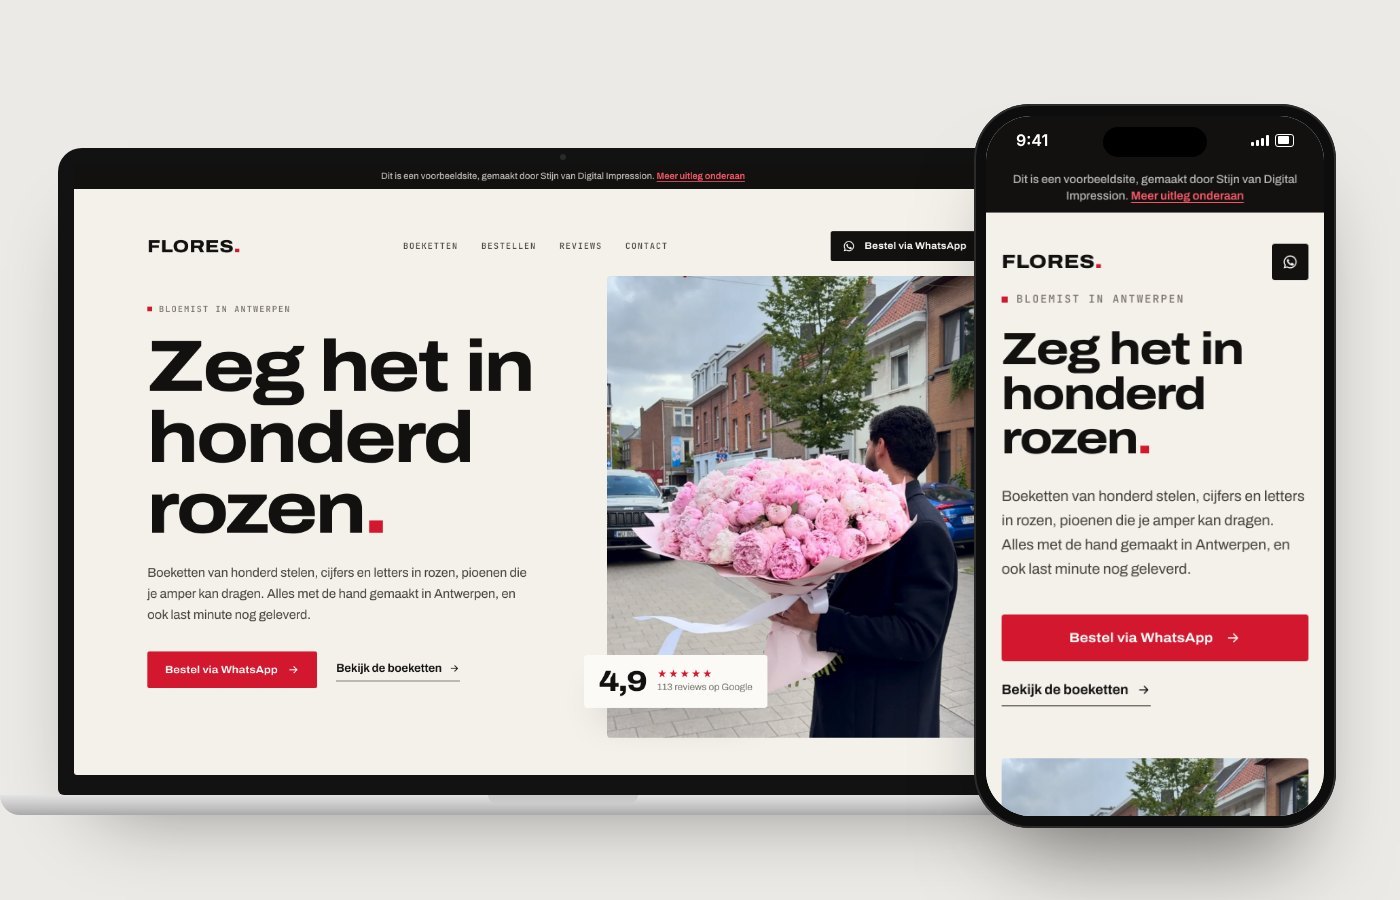 Dit is een voorbeeldsite, gemaakt door Stijn van Digital Impression. Meer uitleg onderaan
FLORES.
BOEKETTEN BESTELLEN REVIEWS CONTACT
Bestel via WhatsApp
BLOEMIST IN ANTWERPEN
Zeg het in
honderd
rozen.
Boeketten van honderd stelen, cijfers en letters in rozen, pioenen die
je amper kan dragen. Alles met de hand gemaakt in Antwerpen, en
ook last minute nog geleverd.
Bestel via WhatsApp →
Bekijk de boeketten →
4,9
★★★★★
113 reviews op Google
9:41
Dit is een voorbeeldsite, gemaakt door Stijn van Digital
Impression. Meer uitleg onderaan
FLORES.
BLOEMIST IN ANTWERPEN
Zeg het in
honderd
rozen.
Boeketten van honderd stelen, cijfers en letters
in rozen, pioenen die je amper kan dragen.
Alles met de hand gemaakt in Antwerpen, en
ook last minute nog geleverd.
Bestel via WhatsApp →
Bekijk de boeketten →